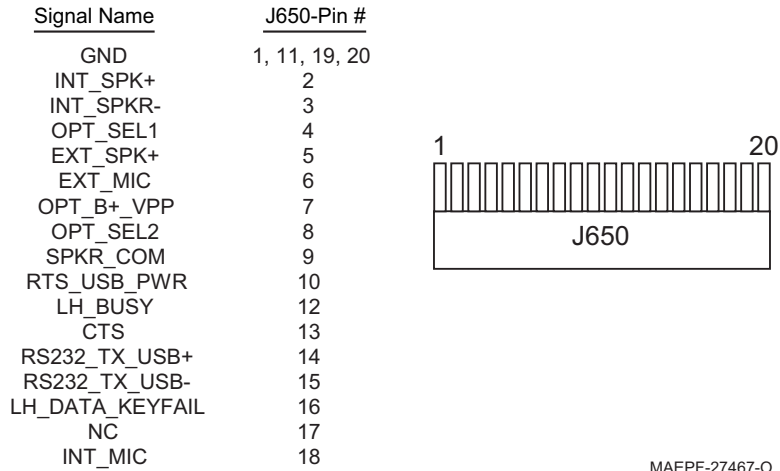 Signal Name J650-Pin #
GND 1, 11, 19, 20
INT_SPK+ 2
INT_SPKR- 3
OPT_SEL1 4
EXT_SPK+ 5
EXT_MIC 6
OPT_B+_VPP 7
OPT_SEL2 8
SPKR_COM 9
RTS_USB_PWR 10
LH_BUSY 12
CTS 13
RS232_TX_USB+ 14
RS232_TX_USB- 15
LH_DATA_KEYFAIL 16
NC 17
INT_MIC 18
1 20
J650
MAEPF-27467-O